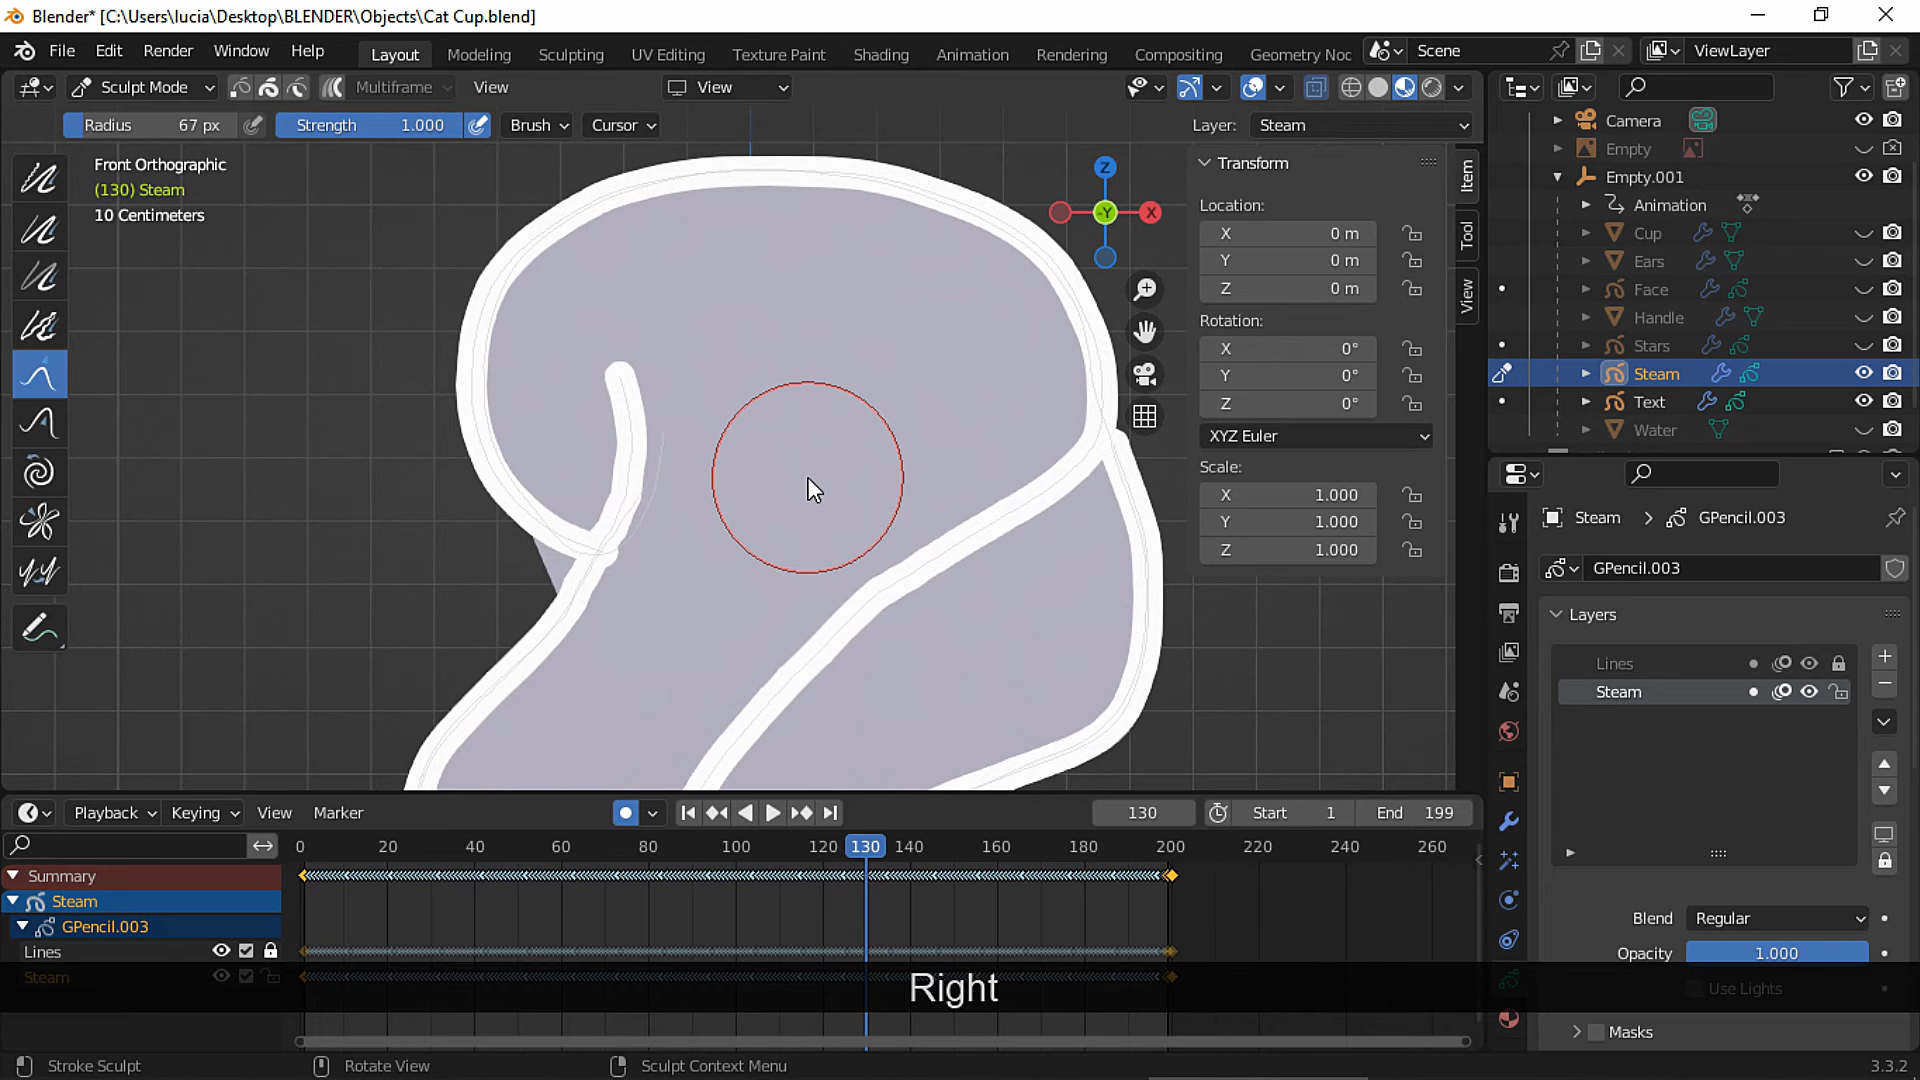 Blender* [C:\Users\lucia\Desktop\BLENDER\Objects\Cat Cup.blend]
File Edit Render Window Help Layout Modeling Sculpting UV Editing Texture Paint Shading Animation Rendering Compositing Geometry Noc Scene ViewLayer
Sculpt Mode Multiframe View View
Radius 67 px Strength 1.000 Brush Cursor Layer: Steam
Front Orthographic
(130) Steam
10 Centimeters
Z
-Y
X
Transform
Location:
X 0 m
Y 0 m
Z 0 m
Rotation:
X 0°
Y 0°
Z 0°
XYZ Euler
Scale:
X 1.000
Y 1.000
Z 1.000
Item
Tool
View
Camera
Empty
Empty.001
Animation
Cup
Ears
Face
Handle
Stars
Steam
Text
Water
Steam GPencil.003
GPencil.003
Layers
Lines
Steam
Blend Regular
Opacity 1.000
Use Lights
Masks
Playback Keying View Marker 130 Start 1 End 199
0 20 40 60 80 100 120 130 140 160 180 200 220 240 260
Summary
Steam
GPencil.003
Lines
Steam
Right
Stroke Sculpt Rotate View Sculpt Context Menu 3.3.2